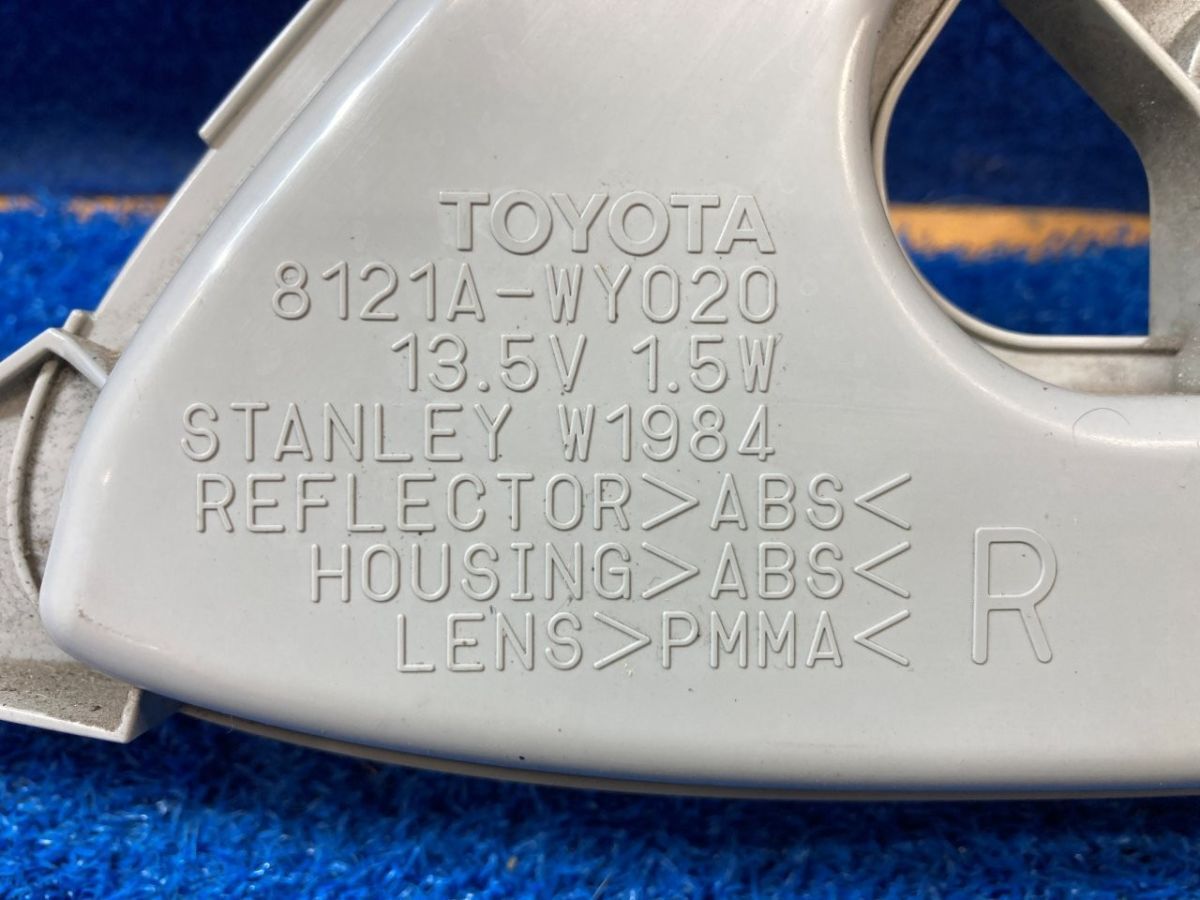 TOYOTA
8121A-WY020
13.5V 1.5W
STANLEY W1984
REFLECTOR>ABS<
HOUSING>ABS<
LENS>PMMA<
R